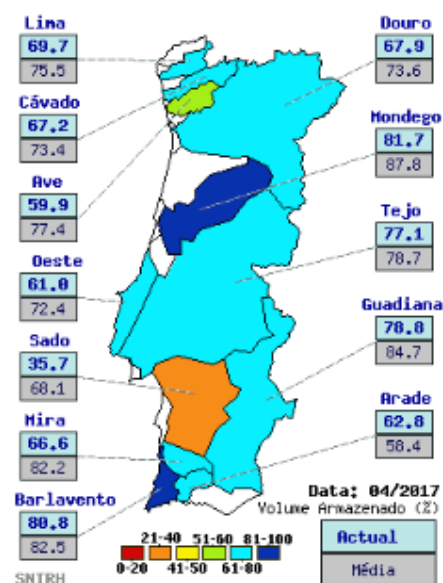 Lima
69.7
75.5
Cávado
67.2
73.4
Ave
59.9
77.4
Oeste
61.0
72.4
Sado
35.7
68.1
Mira
66.6
82.2
Barlavento
80.8
82.5
SNIRH
Douro
67.9
73.6
Mondego
81.7
87.8
Tejo
77.1
78.7
Guadiana
78.8
84.7
Arade
62.8
58.4
Data: 04/2017
Volume Armazenado (%)
Actual
Média
21-40 51-60 81-100
0-20 41-50 61-80